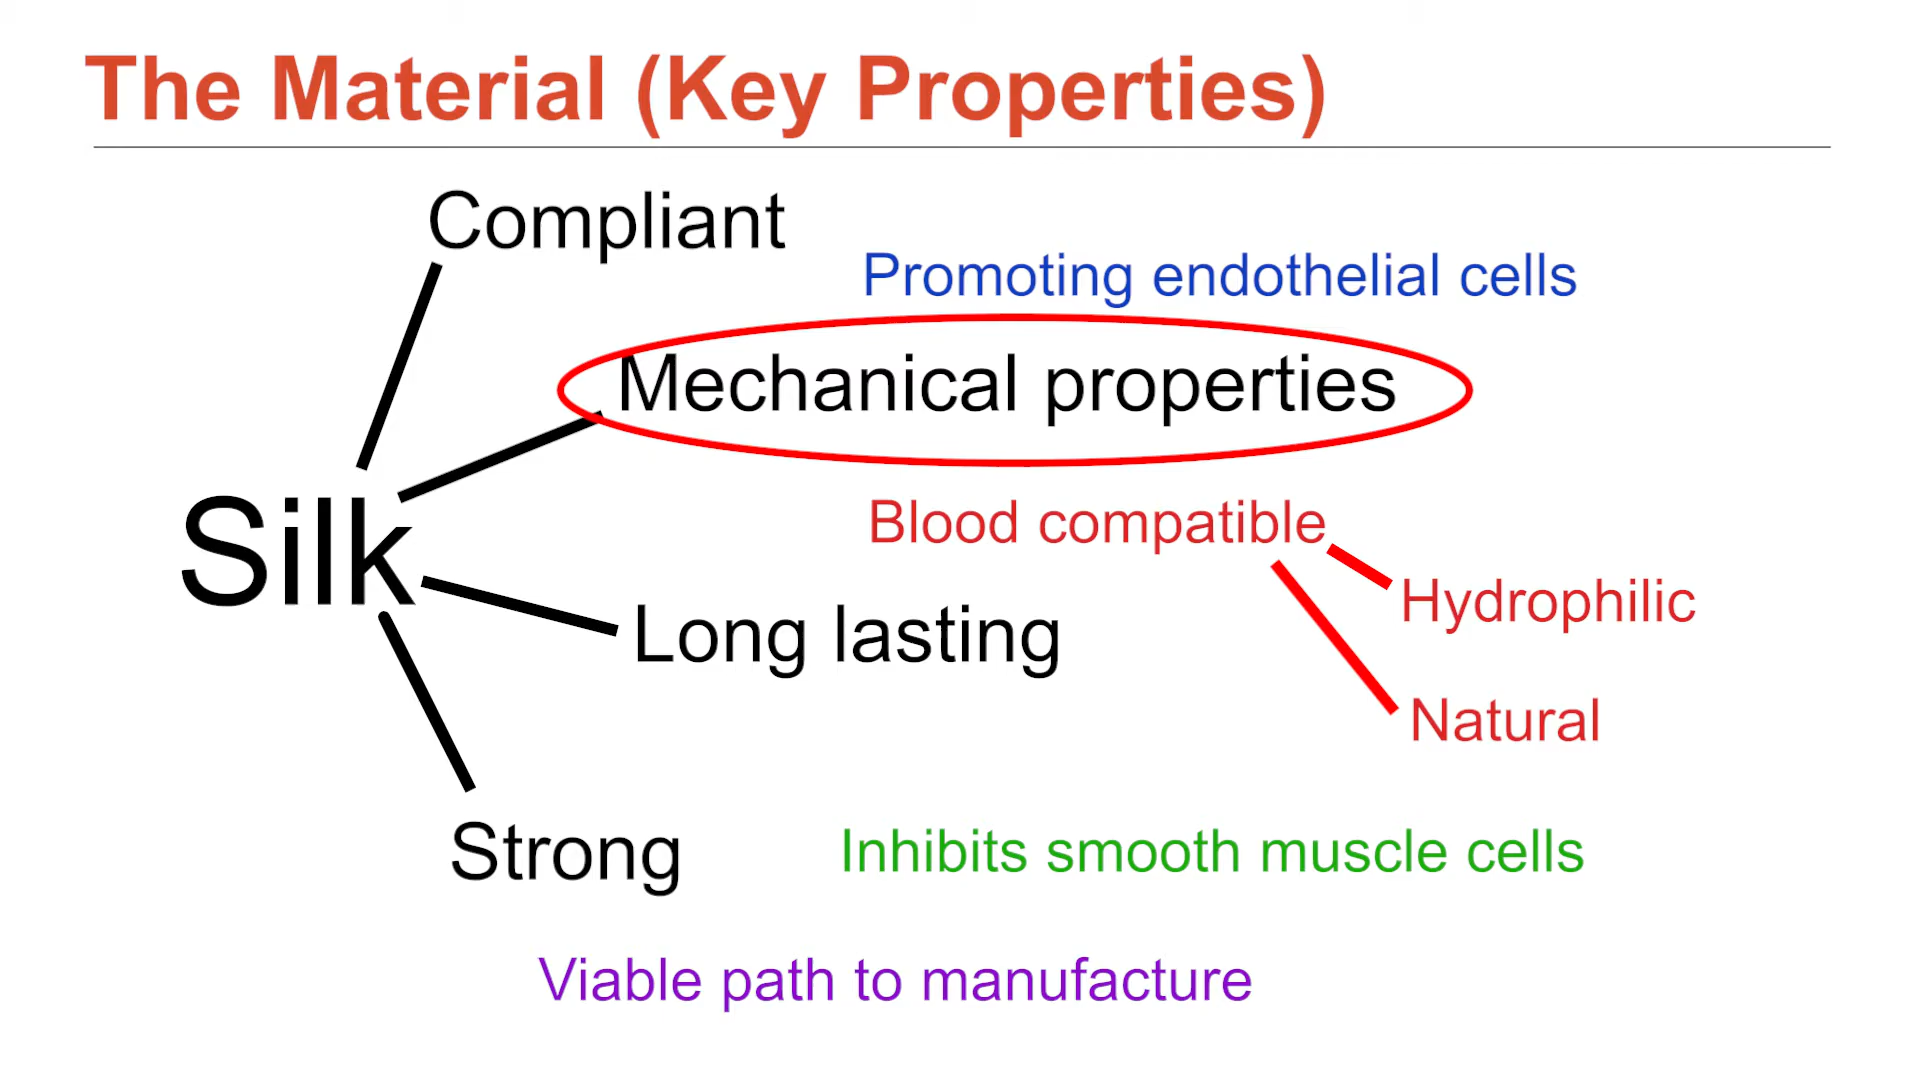 The Material (Key Properties)
Compliant
Promoting endothelial cells
Mechanical properties
Silk
Blood compatible
Hydrophilic
Long lasting
Natural
Strong
Inhibits smooth muscle cells
Viable path to manufacture